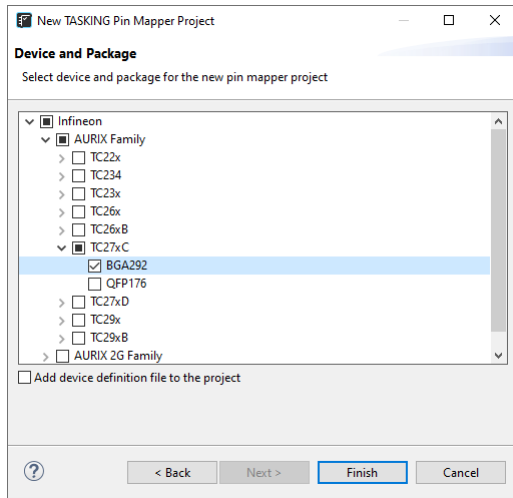 New TASKING Pin Mapper Project
Device and Package
Select device and package for the new pin mapper project
Infineon
AURIX Family
TC22x
TC234
TC23x
TC26x
TC26xB
TC27xC
BGA292
QFP176
TC27xD
TC29x
TC29xB
AURIX 2G Family
Add device definition file to the project
? < Back Next > Finish Cancel